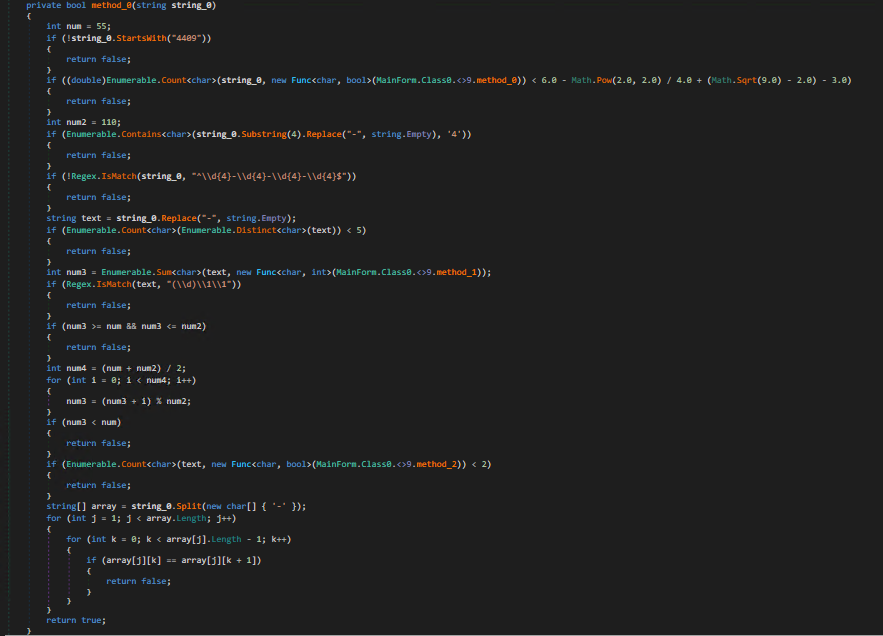 private bool method_0(string string_0)
{
int num = 55;
if (!string_0.StartsWith("4409"))
{
return false;
}
if ((double)Enumerable.Count<char>(string_0, new Func<char, bool>(MainForm.Class0.<>9.method_0)) < 6.0 - Math.Pow(2.0, 2.0) / 4.0 + (Math.Sqrt(9.0) - 2.0) - 3.0)
{
return false;
}
int num2 = 110;
if (Enumerable.Contains<char>(string_0.Substring(4).Replace("-", string.Empty), '4'))
{
return false;
}
if (!Regex.IsMatch(string_0, "^\\d{4}-\\d{4}-\\d{4}-\\d{4}$"))
{
return false;
}
string text = string_0.Replace("-", string.Empty);
if (Enumerable.Count<char>(Enumerable.Distinct<char>(text)) < 5)
{
return false;
}
int num3 = Enumerable.Sum<char>(text, new Func<char, int>(MainForm.Class0.<>9.method_1));
if (Regex.IsMatch(text, "(\\d)\\1\\1"))
{
return false;
}
if (num3 >= num && num3 <= num2)
{
return false;
}
int num4 = (num + num2) / 2;
for (int i = 0; i < num4; i++)
{
num3 = (num3 + i) % num2;
}
if (num3 < num)
{
return false;
}
if (Enumerable.Count<char>(text, new Func<char, bool>(MainForm.Class0.<>9.method_2)) < 2)
{
return false;
}
string[] array = string_0.Split(new char[] { '-' });
for (int j = 1; j < array.Length; j++)
{
for (int k = 0; k < array[j].Length - 1; k++)
{
if (array[j][k] == array[j][k + 1])
{
return false;
}
}
}
return true;
}